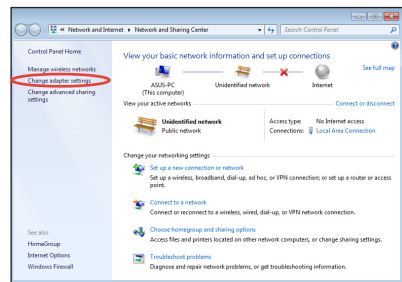 « Network and Internet ▸ Network and Sharing Center
Search Control Panel
Control Panel Home
Manage wireless networks
Change adapter settings
Change advanced sharing
settings
See also
HomeGroup
Internet Options
Windows Firewall
View your basic network information and set up connections
See full map
ASUS-PC
(This computer)
Unidentified network
Internet
View your active networks
Connect or disconnect
Unidentified network
Public network
Access type: No Internet access
Connections: Local Area Connection
Change your networking settings
Set up a new connection or network
Set up a wireless, broadband, dial-up, ad hoc, or VPN connection; or set up a router or access
point.
Connect to a network
Connect or reconnect to a wireless, wired, dial-up, or VPN network connection.
Choose homegroup and sharing options
Access files and printers located on other network computers, or change sharing settings.
Troubleshoot problems
Diagnose and repair network problems, or get troubleshooting information.